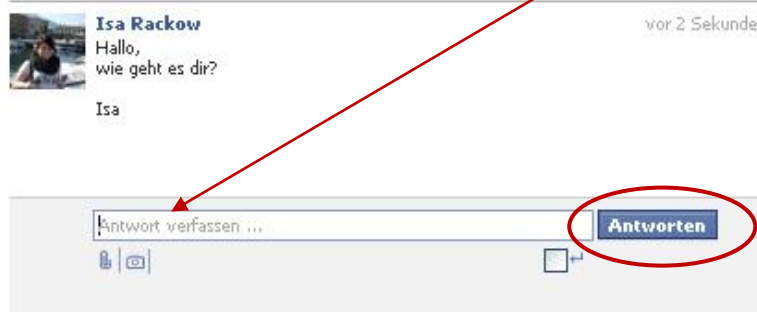 Isa Rackow
vor 2 Sekunde
Hallo,
wie geht es dir?
Isa
Antwort verfassen ...
Antworten